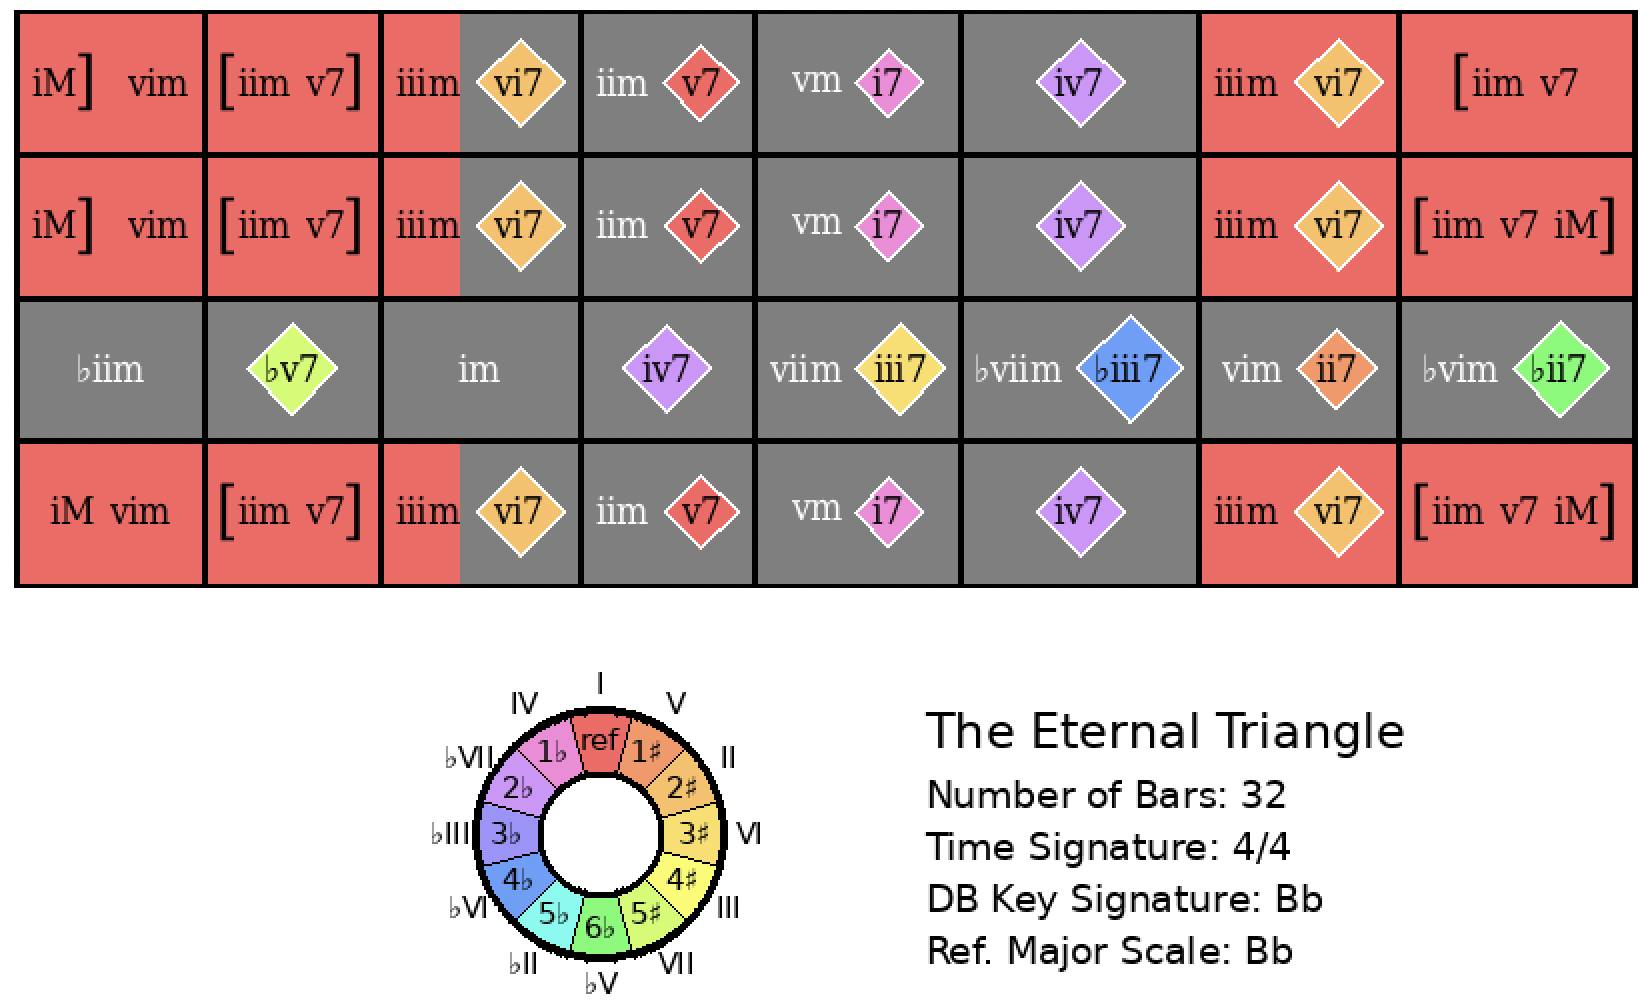 iM] vim [iim v7] iiim vi7 iim v7 vm i7 iv7 iiim vi7 [iim v7
iM] vim [iim v7] iiim vi7 iim v7 vm i7 iv7 iiim vi7 [iim v7 iM]
♭iim ♭v7 im iv7 viim iii7 ♭viim ♭iii7 vim ii7 ♭vim ♭ii7
iM vim [iim v7] iiim vi7 iim v7 vm i7 iv7 iiim vi7 [iim v7 iM]
I
IV V
1♭ ref 1♯
♭VII II
2♭ 2♯
♭III 3♭ 3♯ VI
4♭ 4♯
♭VI III
5♭ 6♭ 5♯
♭II VII
♭V
The Eternal Triangle
Number of Bars: 32
Time Signature: 4/4
DB Key Signature: Bb
Ref. Major Scale: Bb